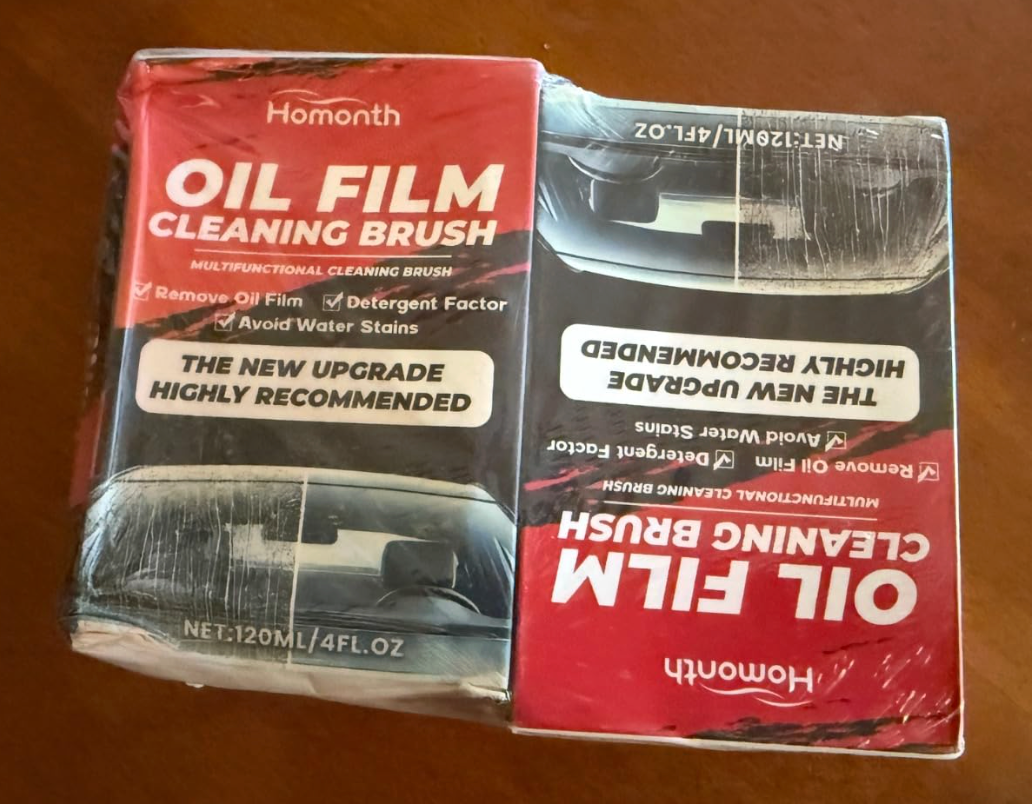 Homonth
OIL FILM
CLEANING BRUSH
MULTIFUNCTIONAL CLEANING BRUSH
Remove Oil Film Detergent Factor
Avoid Water Stains
THE NEW UPGRADE
HIGHLY RECOMMENDED
NET:120ML/4FL.OZ
Homonth
OIL FILM
CLEANING BRUSH
MULTIFUNCTIONAL CLEANING BRUSH
Remove Oil Film Detergent Factor
Avoid Water Stains
THE NEW UPGRADE
HIGHLY RECOMMENDED
NET:120ML/4FL.OZ